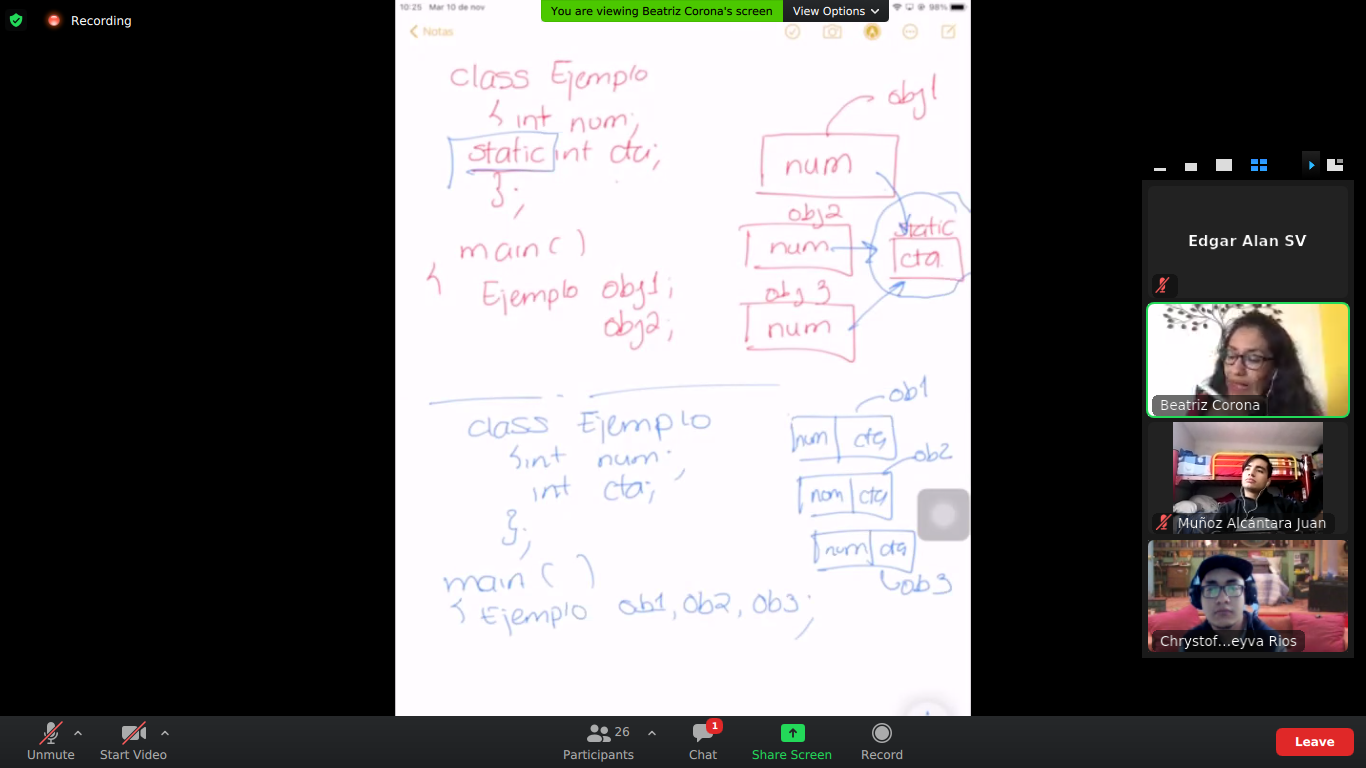 Recording
10:25 Mar 10 de nov
You are viewing Beatriz Corona's screen
View Options
98%
Notas
class Ejemplo
{ int num;
static int cta;
};
main()
{
Ejemplo obj1;
obj2;
obj1
num
obj2
num
static
cta
obj 3
num
class Ejemplo
{int num;
int cta;
};
main ( )
{ Ejemplo ob1, ob2, ob3;
ob1
num cta
ob2
num cta
num cta
ob3
Edgar Alan SV
Beatriz Corona
Muñoz Alcántara Juan
Chrystof...eyva Rios
Unmute
Start Video
Participants
26
Chat
1
Share Screen
Record
Leave